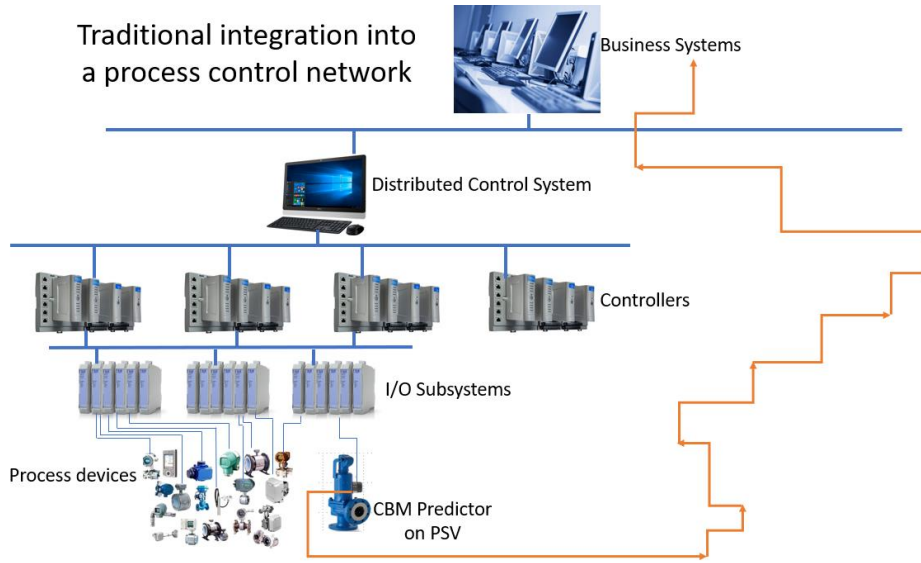 Traditional integration into
a process control network
Business Systems
Distributed Control System
Controllers
I/O Subsystems
Process devices
CBM Predictor
on PSV